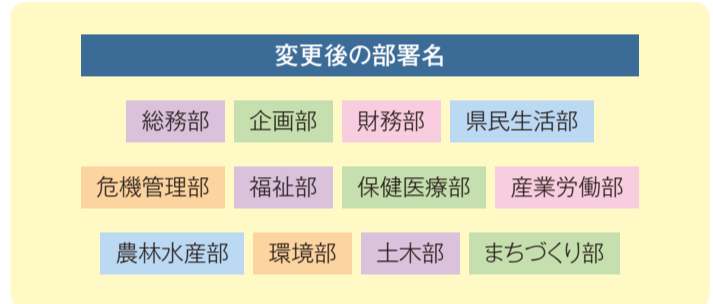 変更後の部署名
総務部 企画部 財務部 県民生活部
危機管理部 福祉部 保健医療部 産業労働部
農林水産部 環境部 土木部 まちづくり部